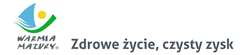 WARMIA
MAZURY®
Zdrowe życie, czysty zysk